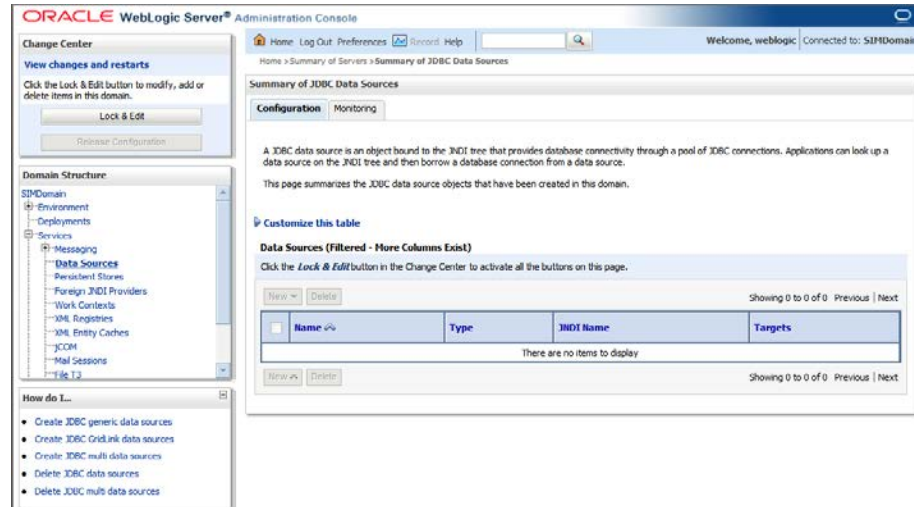 ORACLE WebLogic Server® Administration Console
Change Center
View changes and restarts
Click the Lock & Edit button to modify, add or
delete items in this domain.
Lock & Edit
Release Configuration
Domain Structure
SIMDomain
Environment
Deployments
Services
Messaging
Data Sources
Persistent Stores
Foreign JNDI Providers
Work Contexts
XML Registries
XML Entity Caches
jCOM
Mail Sessions
File T3
How do I...
Create JDBC generic data sources
Create JDBC GridLink data sources
Create JDBC multi data sources
Delete JDBC data sources
Delete JDBC multi data sources
Home Log Out Preferences Record Help
Welcome, weblogic Connected to: SIMDomain
Home >Summary of Servers >Summary of JDBC Data Sources
Summary of JDBC Data Sources
Configuration Monitoring
A JDBC data source is an object bound to the JNDI tree that provides database connectivity through a pool of JDBC connections. Applications can look up a
data source on the JNDI tree and then borrow a database connection from a data source.
This page summarizes the JDBC data source objects that have been created in this domain.
Customize this table
Data Sources (Filtered - More Columns Exist)
Click the Lock & Edit button in the Change Center to activate all the buttons on this page.
New Delete Showing 0 to 0 of 0 Previous | Next
Name Type JNDI Name Targets
There are no items to display
New Delete Showing 0 to 0 of 0 Previous | Next